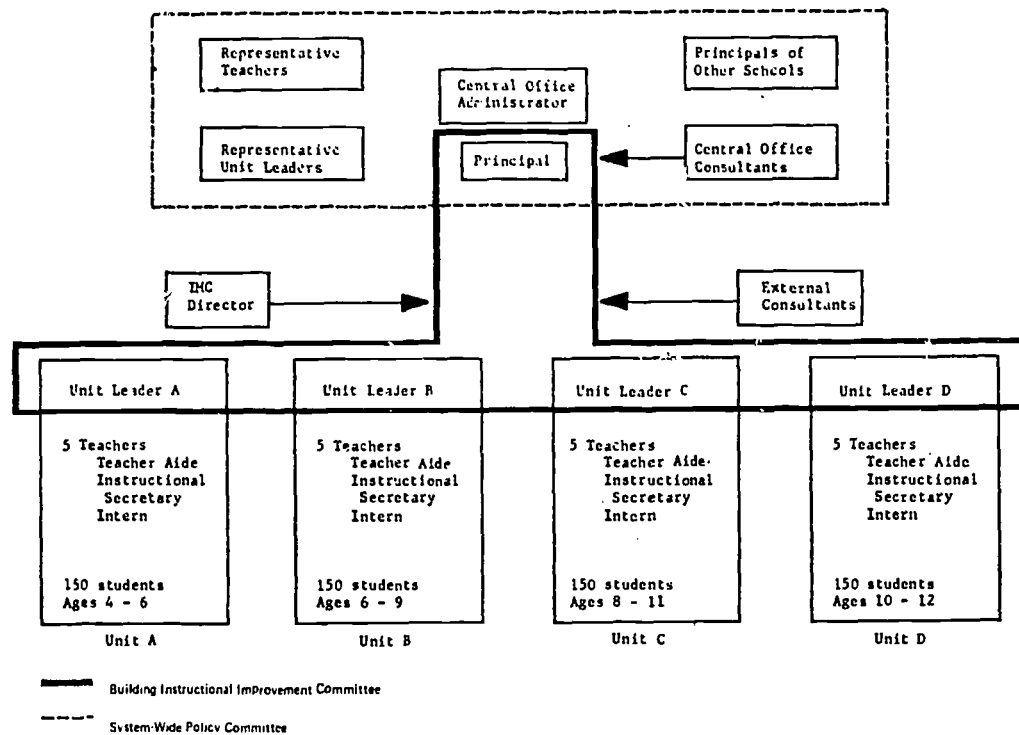 Representative
Teachers
Principals of
Other Schools
Central Office
Administrator
Representative
Unit Leaders
Principal
Central Office
Consultants
IMC
Director
External
Consultants
Unit Leader A
Unit Leader B
Unit Leader C
Unit Leader D
5 Teachers
Teacher Aide
Instructional
Secretary
Intern
150 students
Ages 4 - 6
Unit A
5 Teachers
Teacher Aide
Instructional
Secretary
Intern
150 students
Ages 6 - 9
Unit B
5 Teachers
Teacher Aide
Instructional
Secretary
Intern
150 students
Ages 8 - 11
Unit C
5 Teachers
Teacher Aide
Instructional
Secretary
Intern
150 students
Ages 10 - 12
Unit D
Building Instructional Improvement Committee
System-Wide Policy Committee